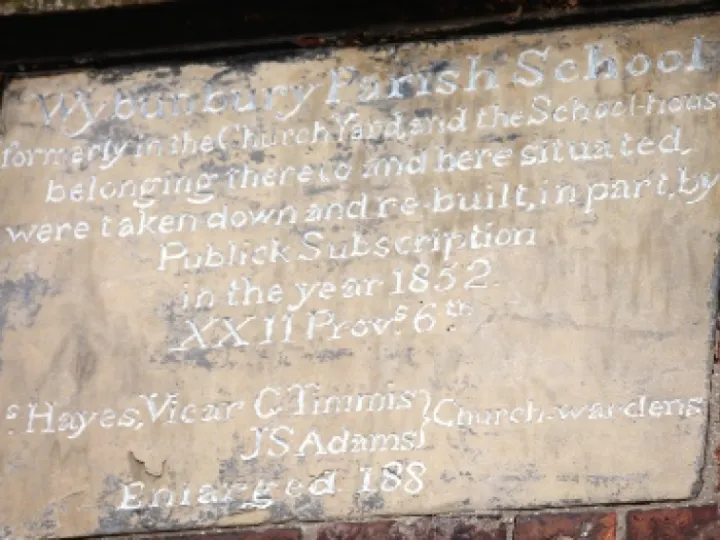 Wybunbury Parish School
formerly in the Church Yard, and the School-hous
belonging thereto and here situated,
were taken down and re-built, in part, by
Publick Subscription
in the year 1852.
XXII Provs. 6th
s Hayes, Vicar C Timmis } Church-wardens
JS Adams
Enlarged 188